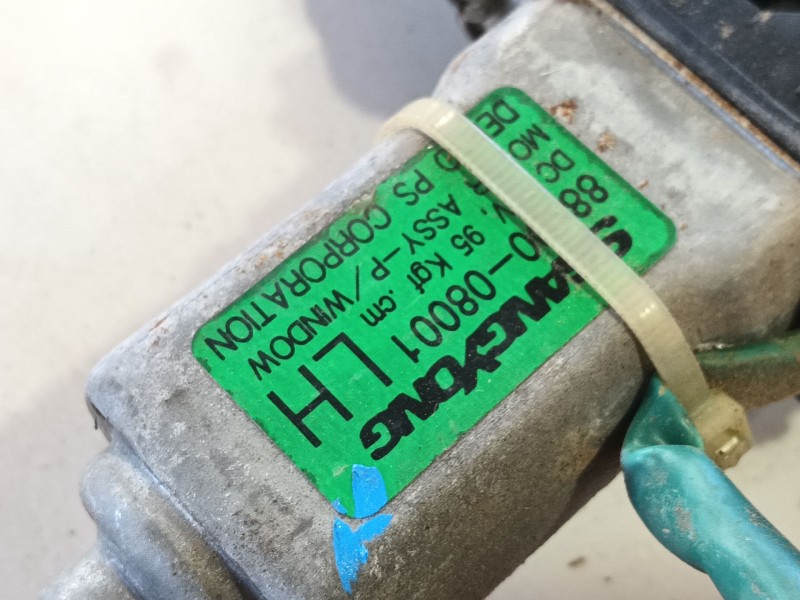 SSANGYONG
88 0-08001 LH
DC V, 95 Kgf.cm
MO R ASSY-P/WINDOW
DE O PS CORPORATION